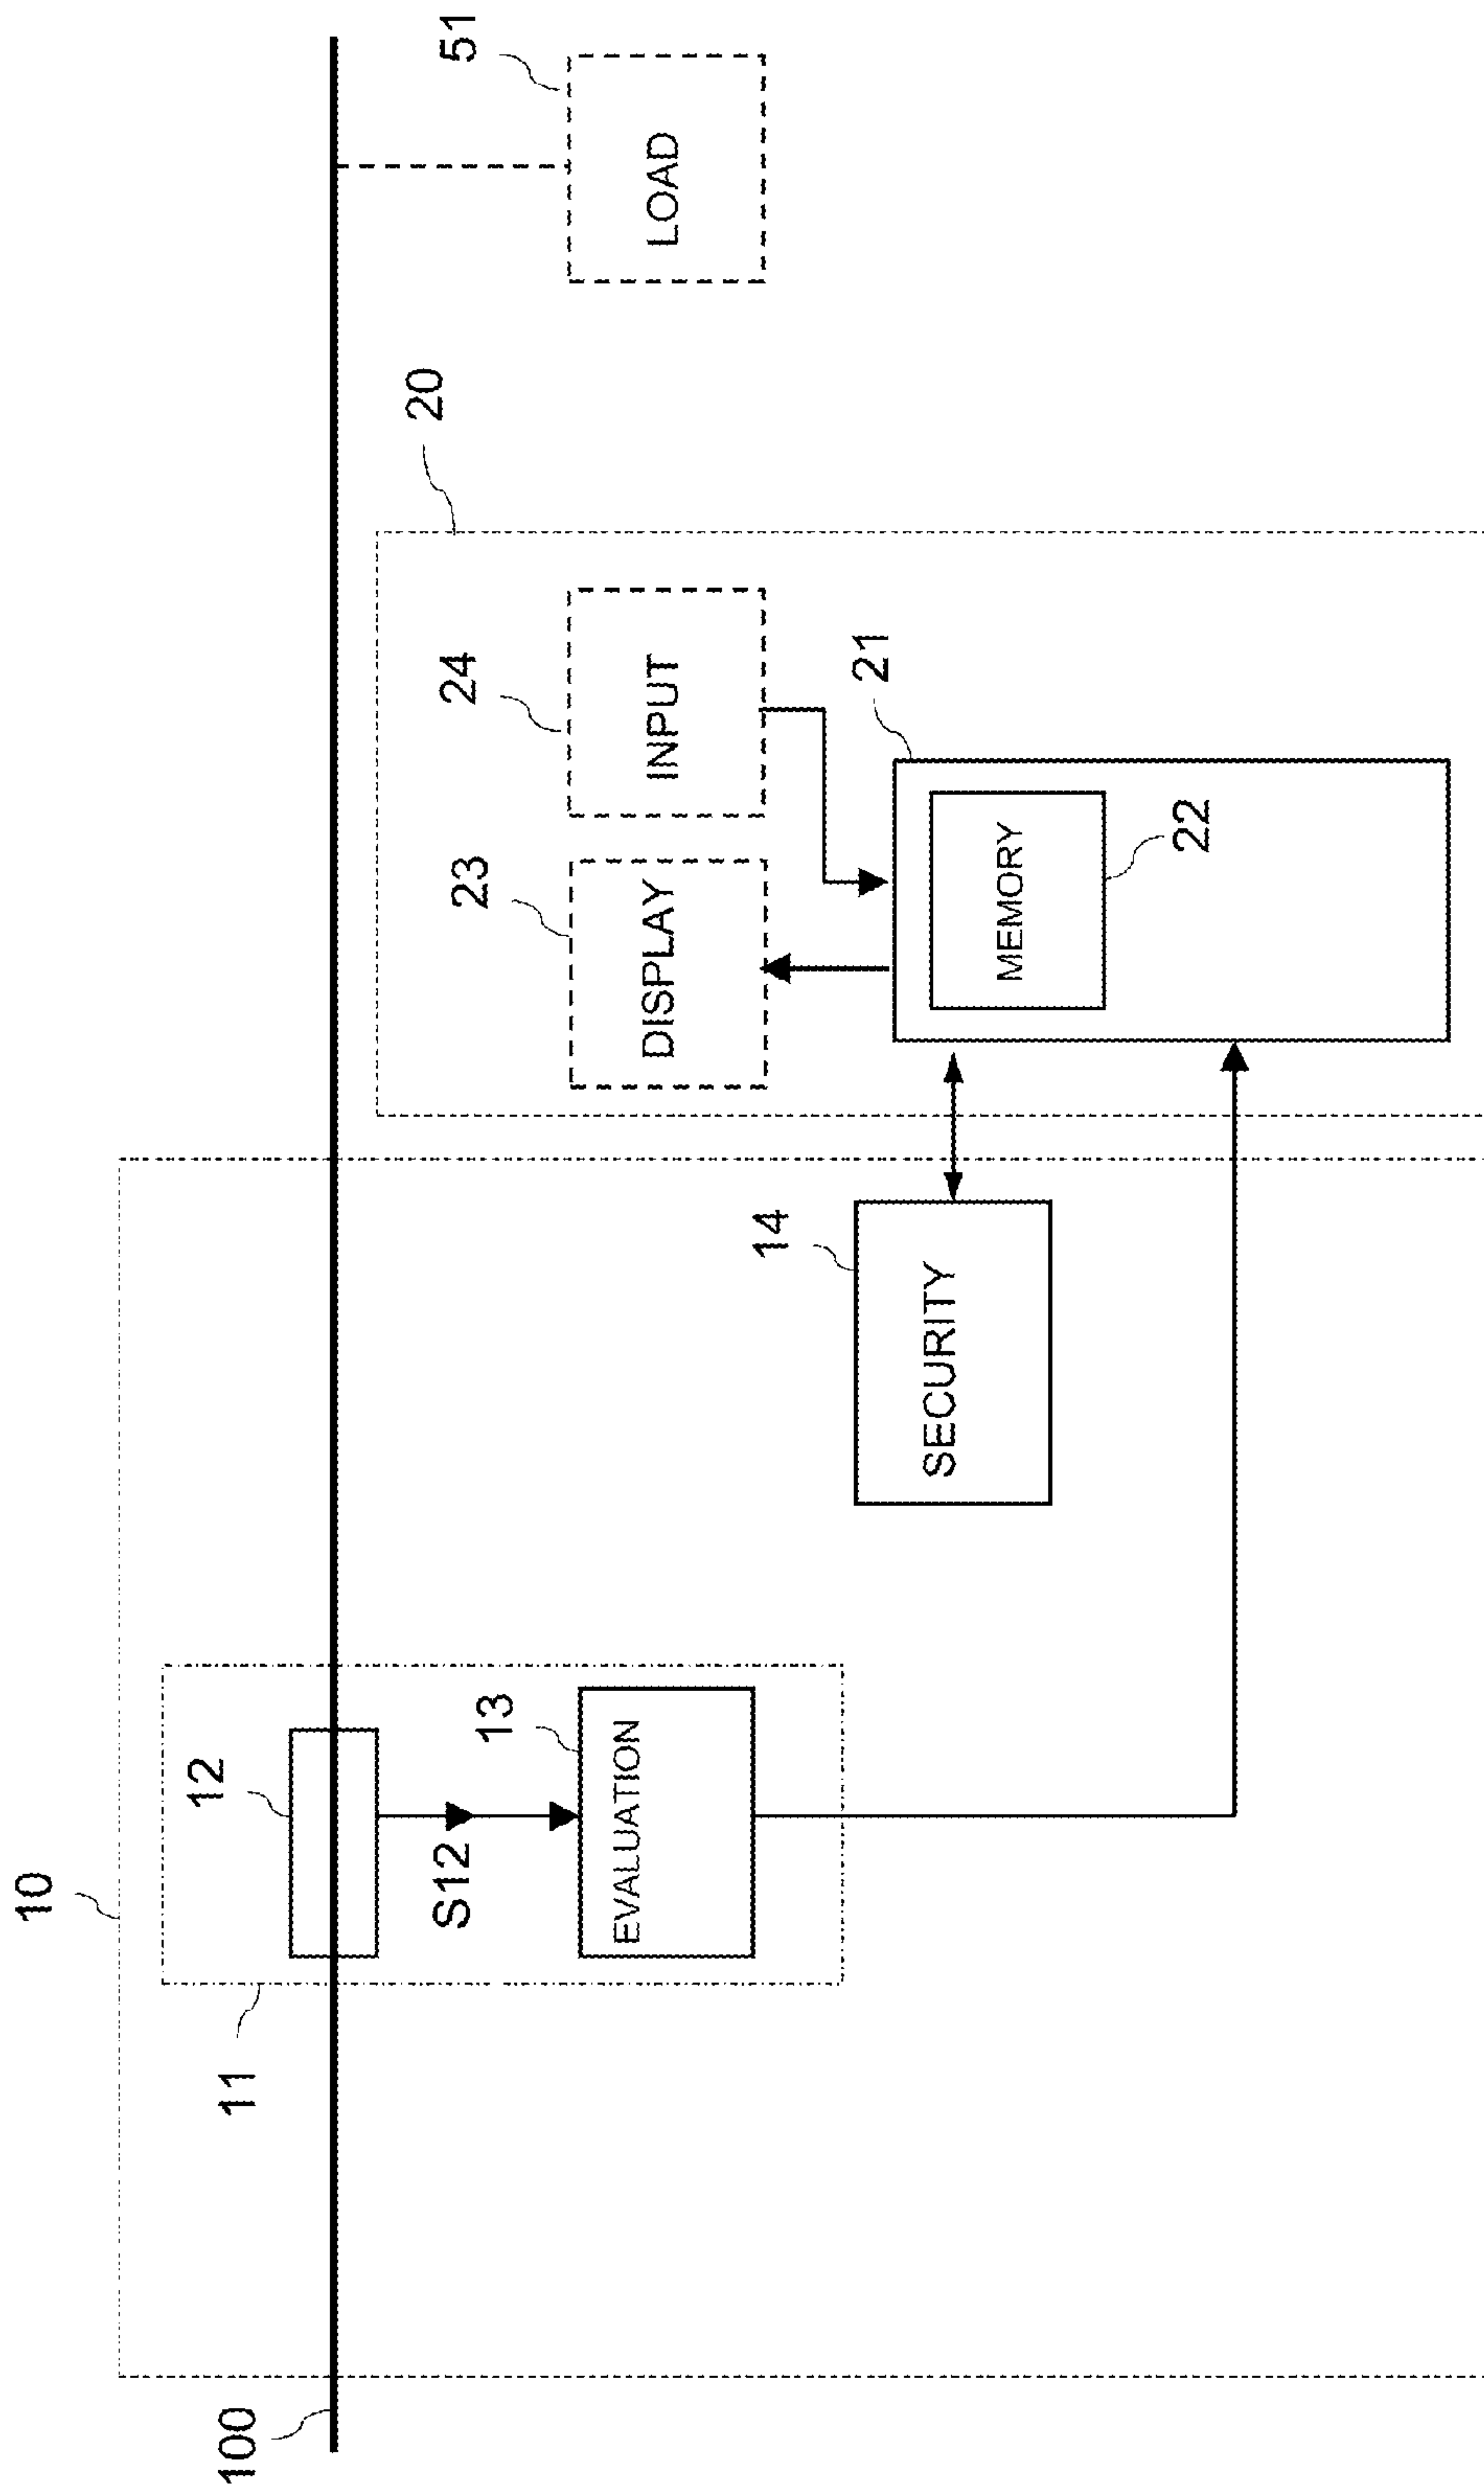 10
100
11
12
S12
13
EVALUATION
14
SECURITY
20
23
DISPLAY
24
INPUT
21
MEMORY
22
51
LOAD